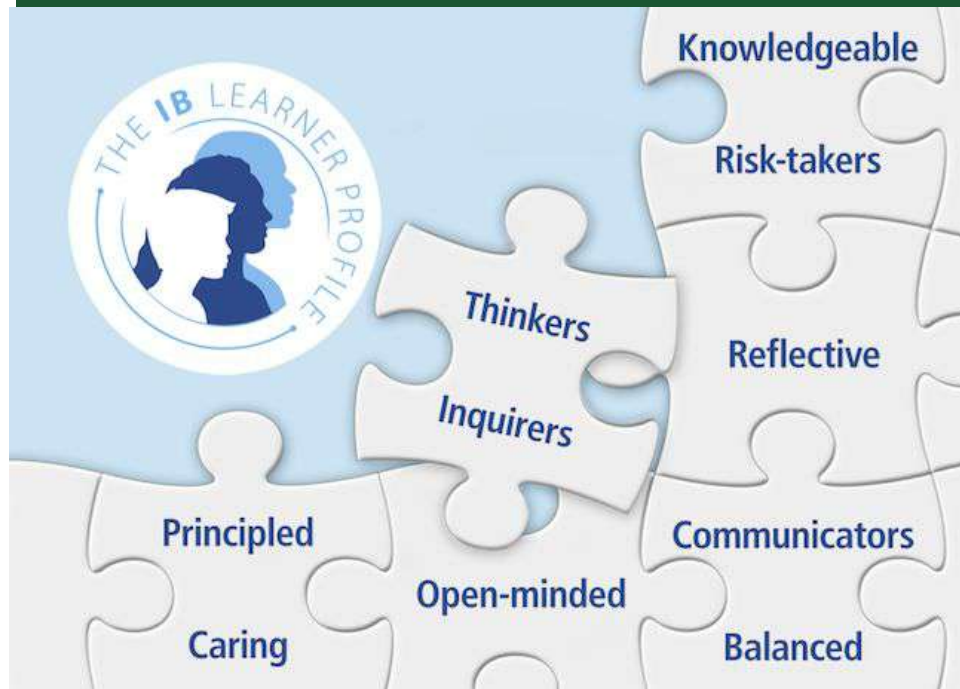 THE IB LEARNER PROFILE
Knowledgeable
Risk-takers
Thinkers
Inquirers
Reflective
Principled
Caring
Open-minded
Communicators
Balanced